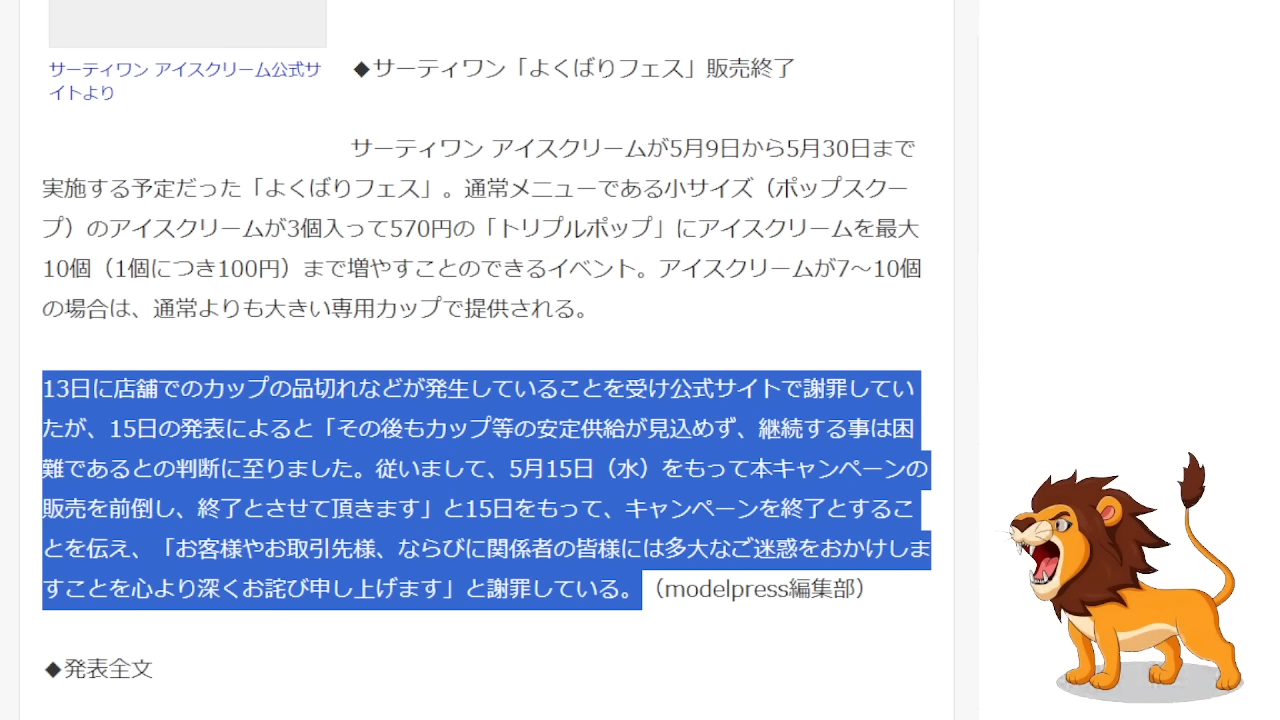 サーティワン アイスクリーム公式サ
イトより
◆サーティワン「よくばりフェス」販売終了
サーティワン アイスクリームが5月9日から5月30日まで
実施する予定だった「よくばりフェス」。通常メニューである小サイズ（ポップスクー
プ）のアイスクリームが3個入って570円の「トリプルポップ」にアイスクリームを最大
10個（1個につき100円）まで増やすことのできるイベント。アイスクリームが7〜10個
の場合は、通常よりも大きい専用カップで提供される。
13日に店舗でのカップの品切れなどが発生していることを受け公式サイトで謝罪してい
たが、15日の発表によると「その後もカップ等の安定供給が見込めず、継続する事は困
難であるとの判断に至りました。従いまして、5月15日（水）をもって本キャンペーンの
販売を前倒し、終了とさせて頂きます」と15日をもって、キャンペーンを終了とするこ
とを伝え、「お客様やお取引先様、ならびに関係者の皆様には多大なご迷惑をおかけしま
すことを心より深くお詫び申し上げます」と謝罪している。（modelpress編集部）
◆発表全文